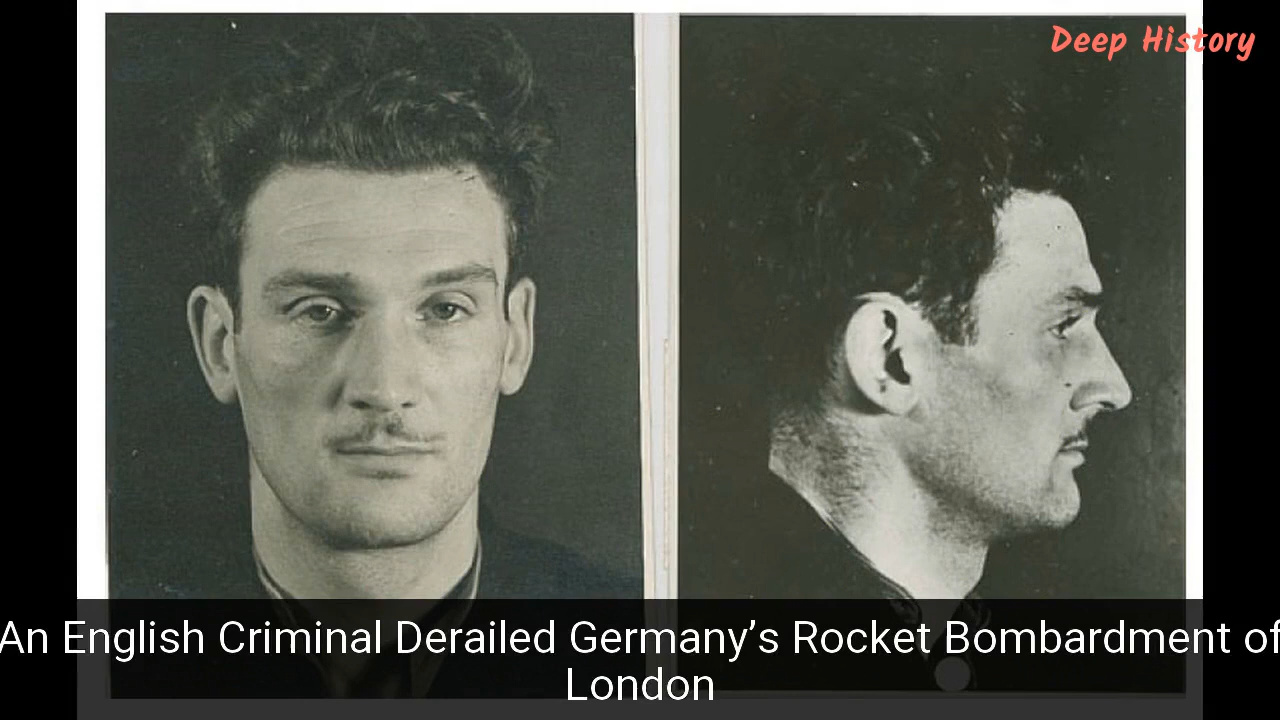 Deep History
An English Criminal Derailed Germany’s Rocket Bombardment of
London